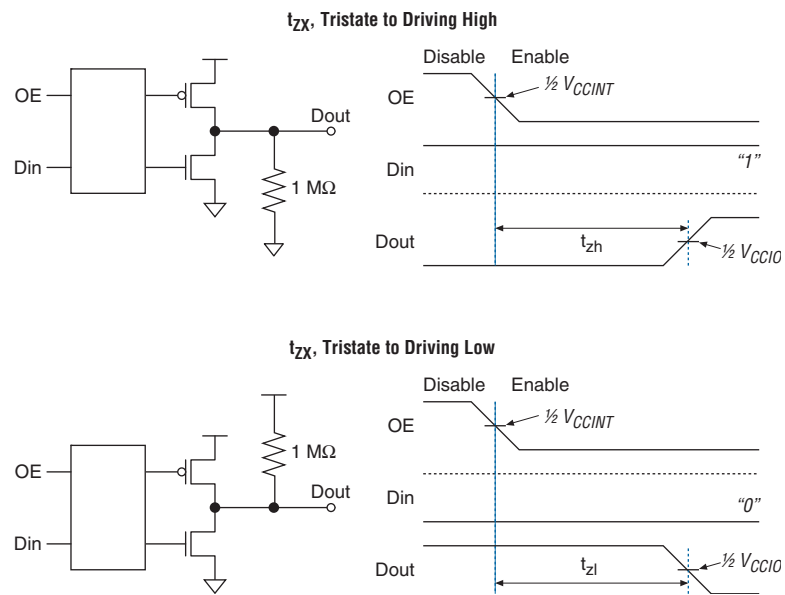 tZX, Tristate to Driving High
Disable Enable
OE
½ VCCINT
OE
Dout
Din
"1"
Din
1 MΩ
Dout
tzh
½ VCCIO
tZX, Tristate to Driving Low
Disable Enable
OE
½ VCCINT
1 MΩ
OE
Dout
Din
"0"
Din
Dout
tzl
½ VCCIO